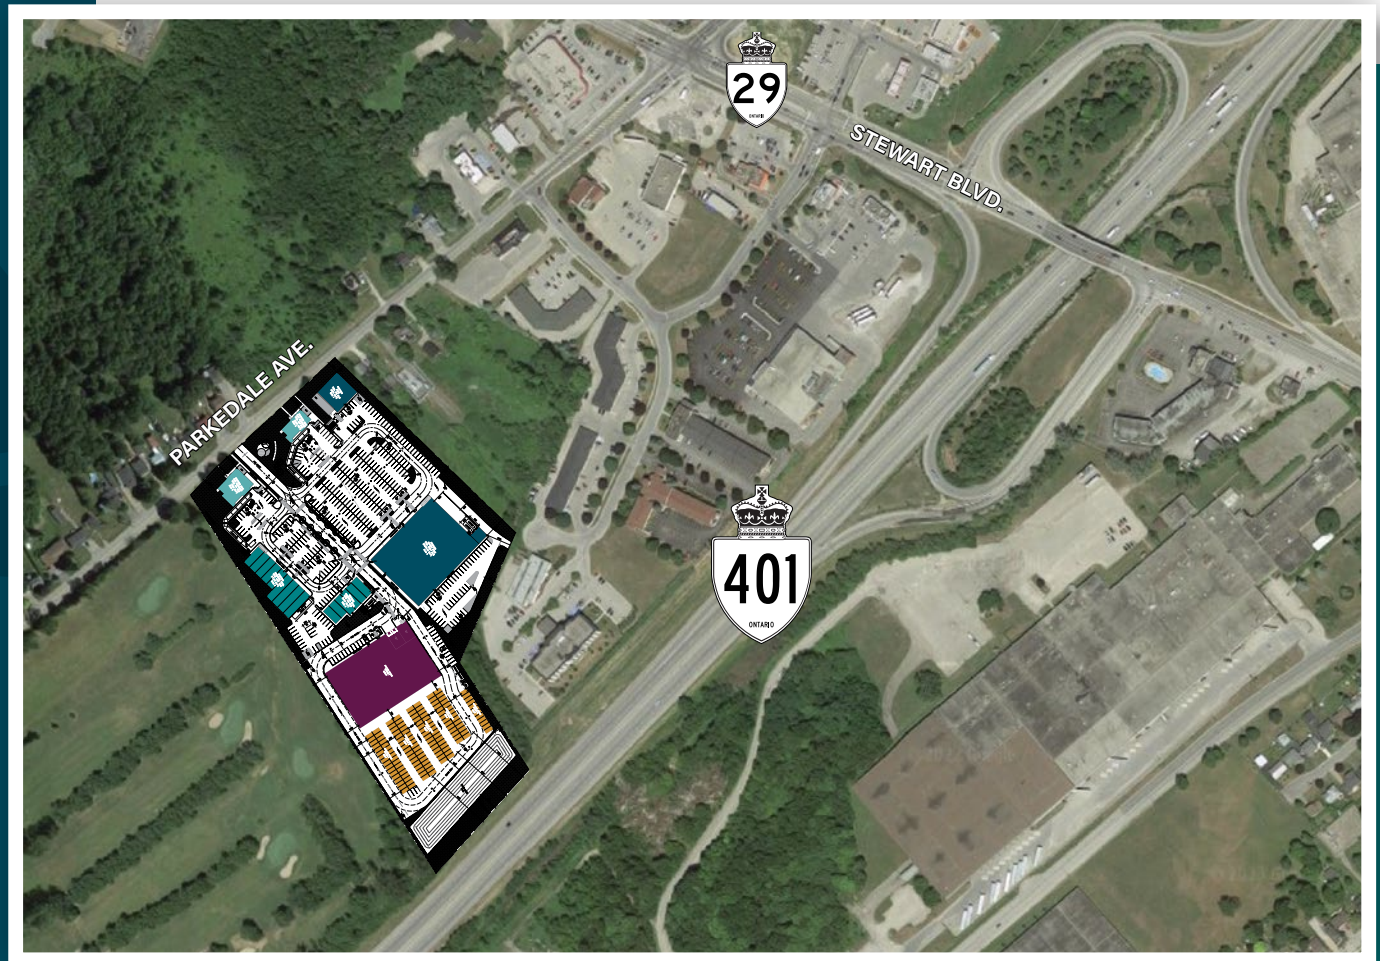 29
ONTARIO
STEWART BLVD.
PARKEDALE AVE.
401
ONTARIO